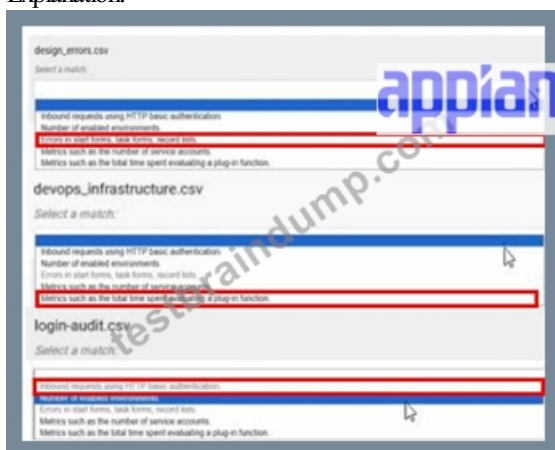 Explanation:
design_errors.csv
Select a match:
appian
Inbound requests using HTTP basic authentication.
Number of enabled environments.
Errors in start forms, task forms, record lists.
Metrics such as the number of service accounts.
Metrics such as the total time spent evaluating a plug-in function.
devops_infrastructure.csv
Select a match:
Inbound requests using HTTP basic authentication.
Number of enabled environments.
Errors in start forms, task forms, record lists.
Metrics such as the number of service accounts.
Metrics such as the total time spent evaluating a plug-in function.
login-audit.csv
Select a match:
Inbound requests using HTTP basic authentication.
Number of enabled environments.
Errors in start forms, task forms, record lists.
Metrics such as the number of service accounts.
Metrics such as the total time spent evaluating a plug-in function.
testbraindump.com